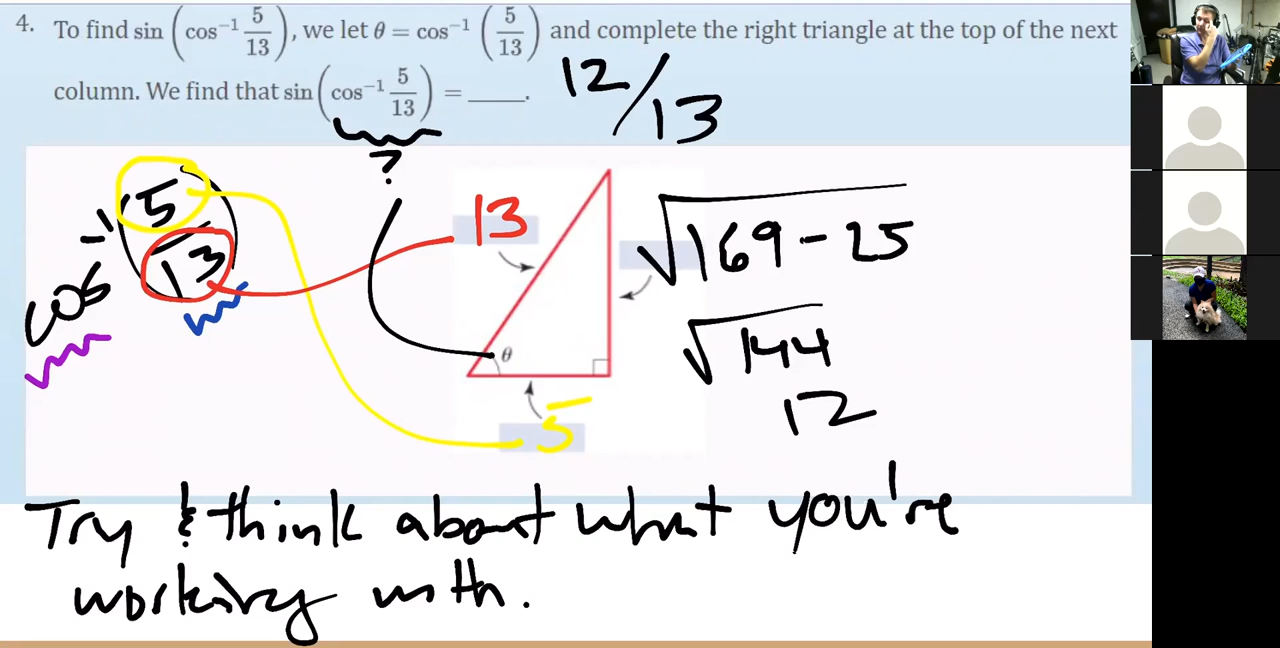 4. To find sin (cos⁻¹ 5/13), we let θ = cos⁻¹ (5/13) and complete the right triangle at the top of the next
column. We find that sin(cos⁻¹ 5/13) = ____.
12/13
?
cos⁻¹ (5/13)
13
√169 - 25
θ
√144
5
12
Try & think about what you're
working with.